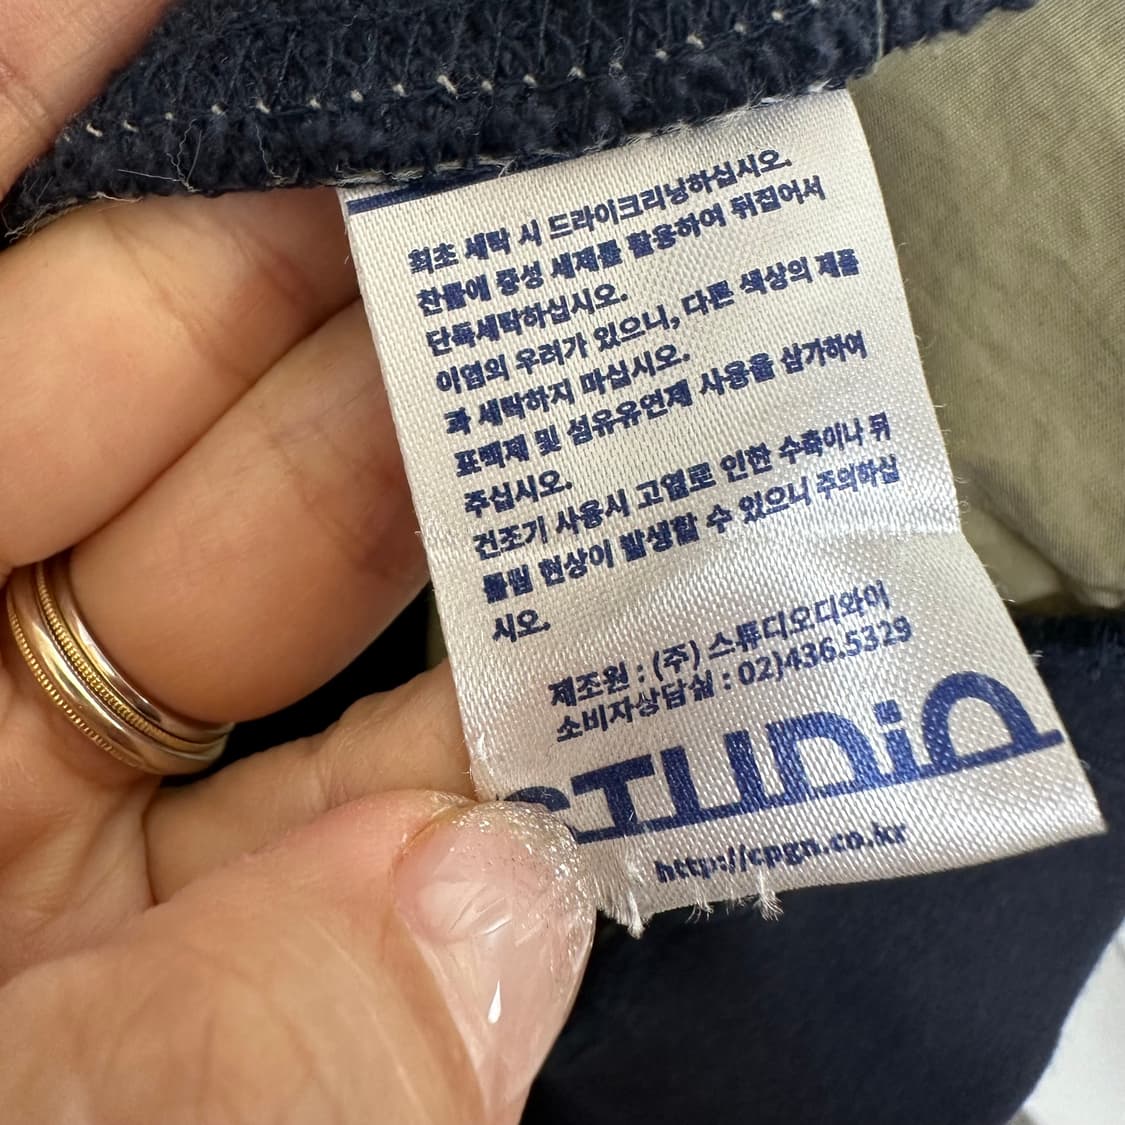 최초 세탁 시 드라이크리닝하십시오.
찬물에 중성 세제를 활용하여 뒤집어서
단독세탁하십시오.
이염의 우려가 있으니, 다른 색상의 제품
과 세탁하지 마십시오.
표백제 및 섬유유연제 사용을 삼가하여
주십시오.
건조기 사용시 고열로 인한 수축이나 뒤
틀림 현상이 발생할 수 있으니 주의하십
시오.
제조원 : (주) 스튜디오디와이
소비자상담실 : 02)436.5329
STUDIO
http://cpgn.co.kr